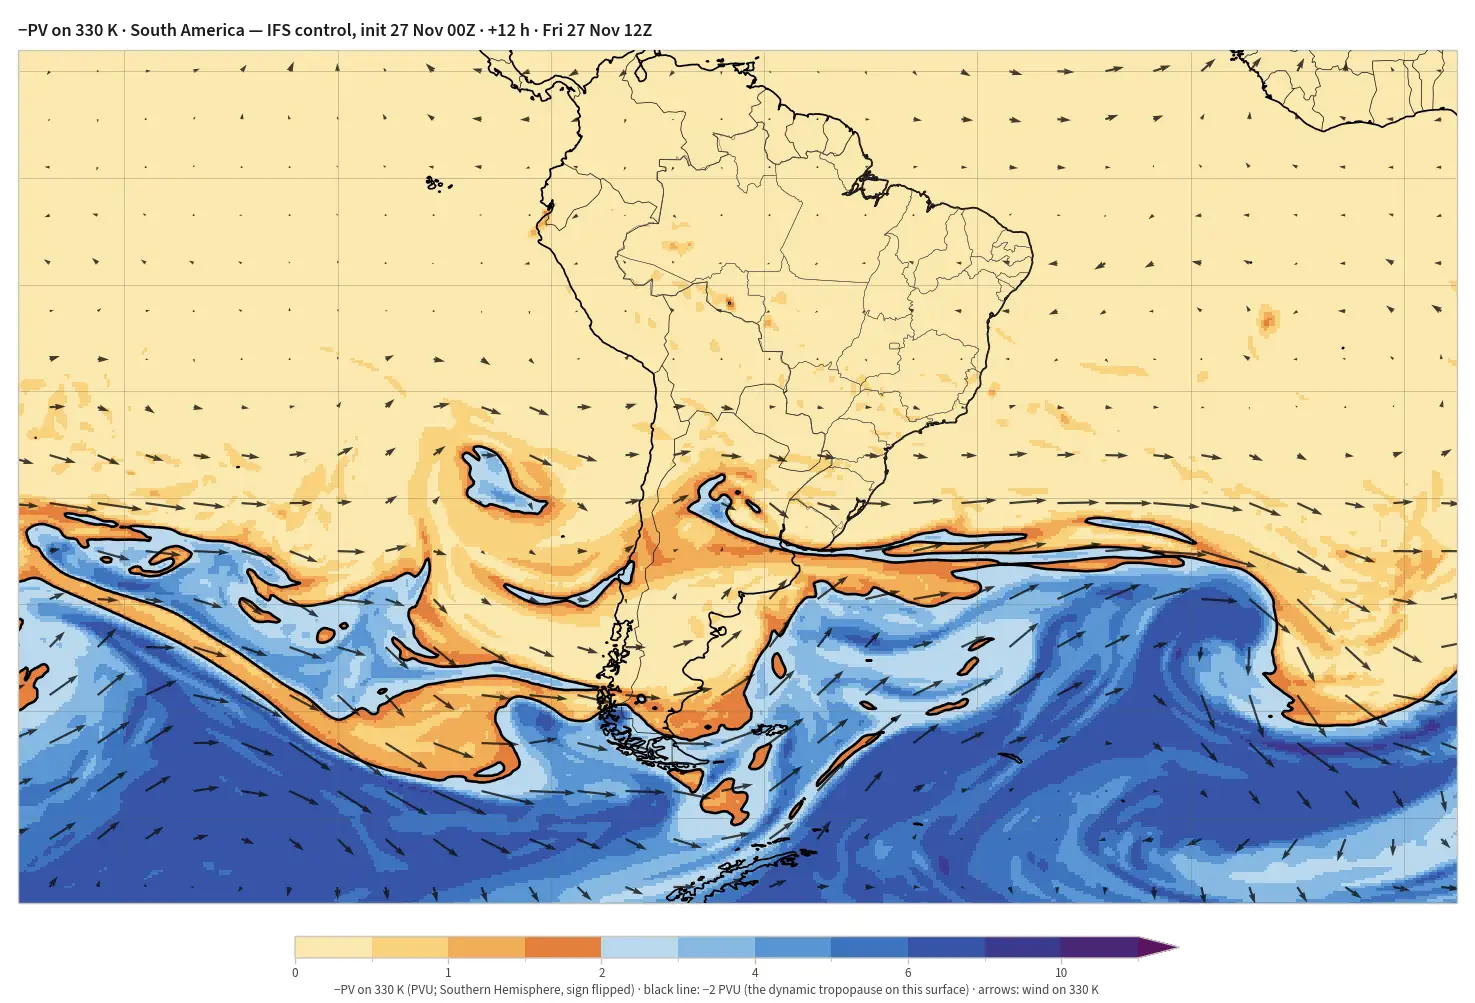 −PV on 330 K · South America — IFS control, init 27 Nov 00Z · +12 h · Fri 27 Nov 12Z
0 1 2 4 6 10
−PV on 330 K (PVU; Southern Hemisphere, sign flipped) · black line: −2 PVU (the dynamic tropopause on this surface) · arrows: wind on 330 K